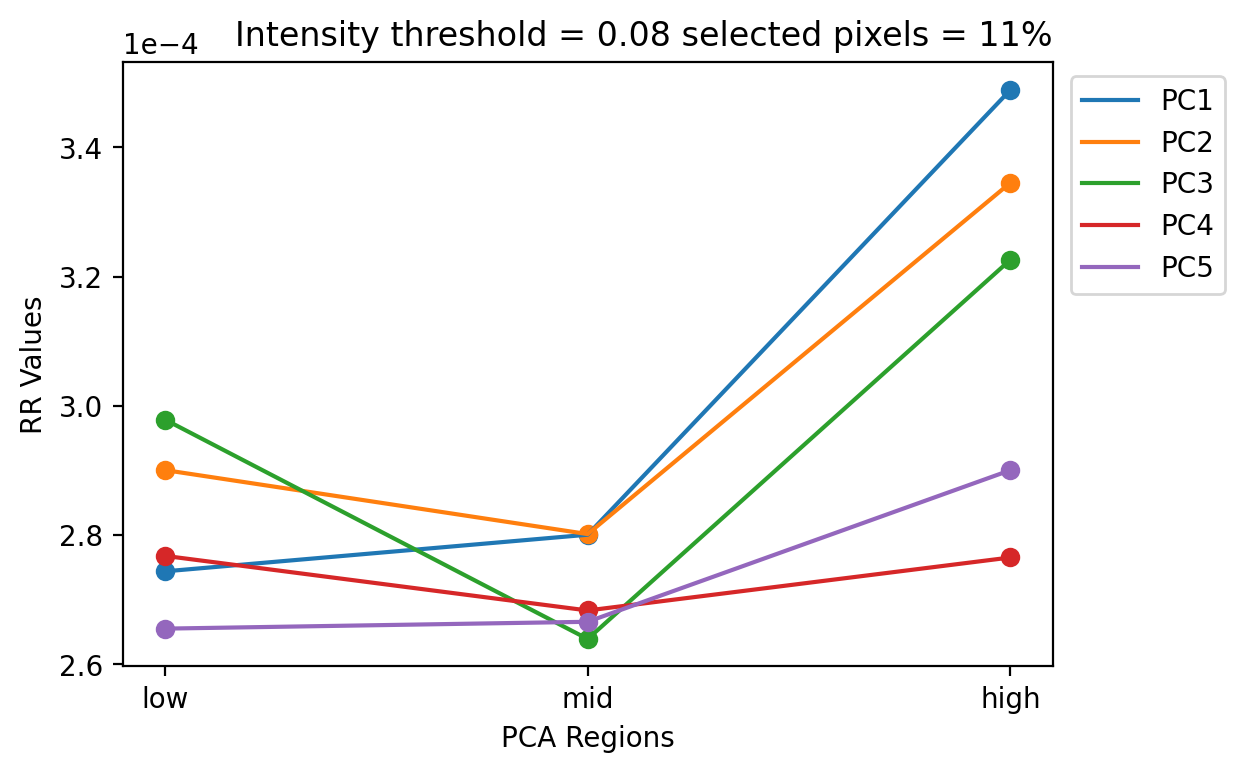 1e−4
Intensity threshold = 0.08 selected pixels = 11%
3.4
3.2
3.0
2.8
2.6
RR Values
low
mid
high
PCA Regions
PC1
PC2
PC3
PC4
PC5